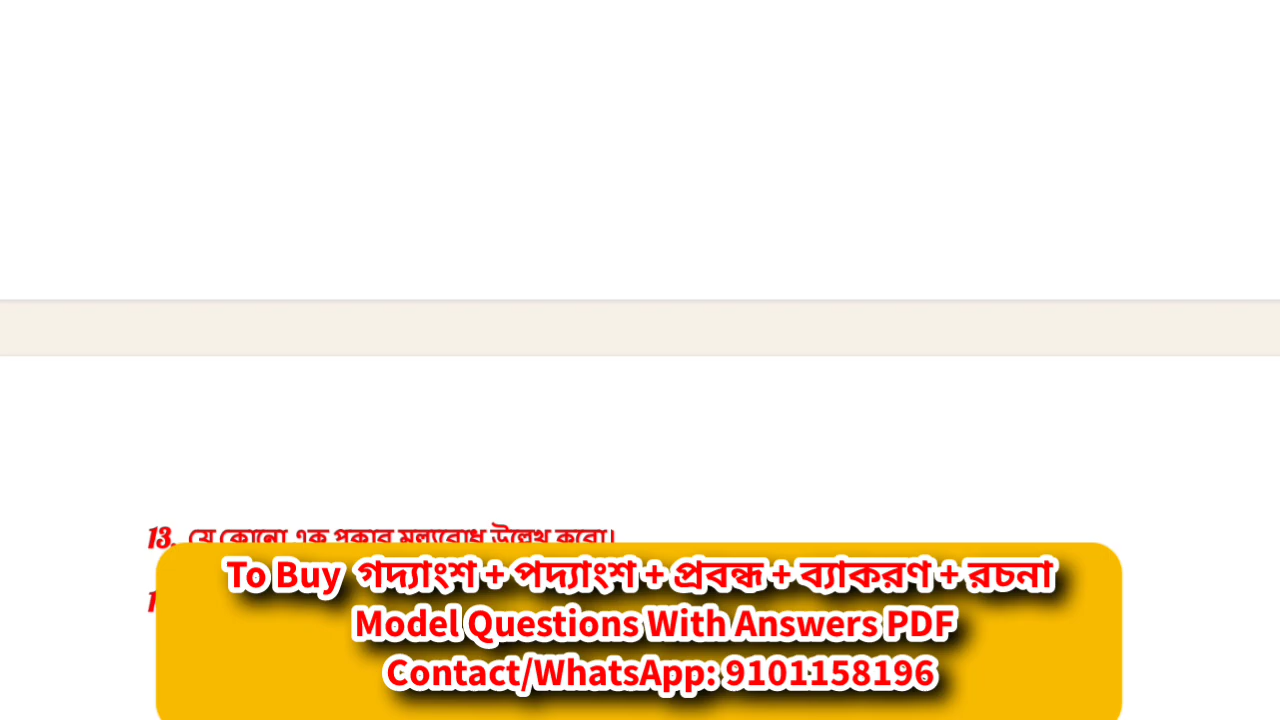 13. যে কোনো এক প্রকার মূল্যবোধ উল্লেখ করো।
To Buy গদ্যাংশ + পদ্যাংশ + প্রবন্ধ + ব্যাকরণ + রচনা
Model Questions With Answers PDF
Contact/WhatsApp: 9101158196